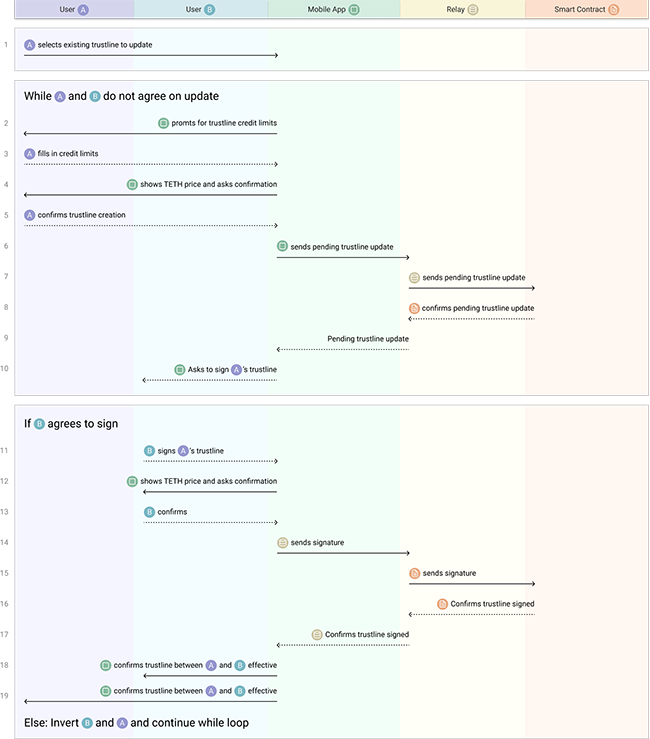 User A User B Mobile App Relay Smart Contract
1 A selects existing trustline to update
While A and B do not agree on update
2 promts for trustline credit limits
3 A fills in credit limits
4 shows TETH price and asks confirmation
5 A confirms trustline creation
6 sends pending trustline update
7 sends pending trustline update
8 confirms pending trustline update
9 Pending trustline update
10 Asks to sign A's trustline
If B agrees to sign
11 B signs A's trustline
12 shows TETH price and asks confirmation
13 B confirms
14 sends signature
15 sends signature
16 Confirms trustline signed
17 Confirms trustline signed
18 confirms trustline between A and B effective
19 confirms trustline between A and B effective
Else: Invert B and A and continue while loop